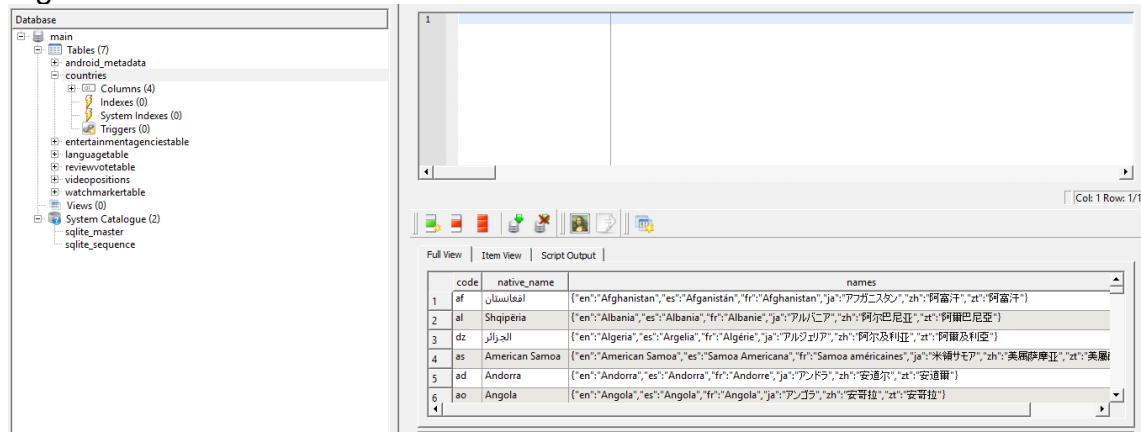 Database
main
Tables (7)
android_metadata
countries
Columns (4)
Indexes (0)
System Indexes (0)
Triggers (0)
entertainmentagenciestable
languagetable
reviewvotetable
videopositions
watchmarkertable
Views (0)
System Catalogue (2)
sqlite_master
sqlite_sequence
1
Col: 1 Row: 1/1
Full View Item View Script Output
code native_name names
1 af افغانستان {"en":"Afghanistan","es":"Afganistán","fr":"Afghanistan","ja":"アフガニスタン","zh":"阿富汗","zt":"阿富汗"}
2 al Shqipëria {"en":"Albania","es":"Albania","fr":"Albanie","ja":"アルバニア","zh":"阿尔巴尼亚","zt":"阿爾巴尼亞"}
3 dz الجزائر {"en":"Algeria","es":"Argelia","fr":"Algérie","ja":"アルジェリア","zh":"阿尔及利亚","zt":"阿爾及利亞"}
4 as American Samoa {"en":"American Samoa","es":"Samoa Americana","fr":"Samoa américaines","ja":"米領サモア","zh":"美属萨摩亚","zt":"美屬
5 ad Andorra {"en":"Andorra","es":"Andorra","fr":"Andorre","ja":"アンドラ","zh":"安道尔","zt":"安道爾"}
6 ao Angola {"en":"Angola","es":"Angola","fr":"Angola","ja":"アンゴラ","zh":"安哥拉","zt":"安哥拉"}